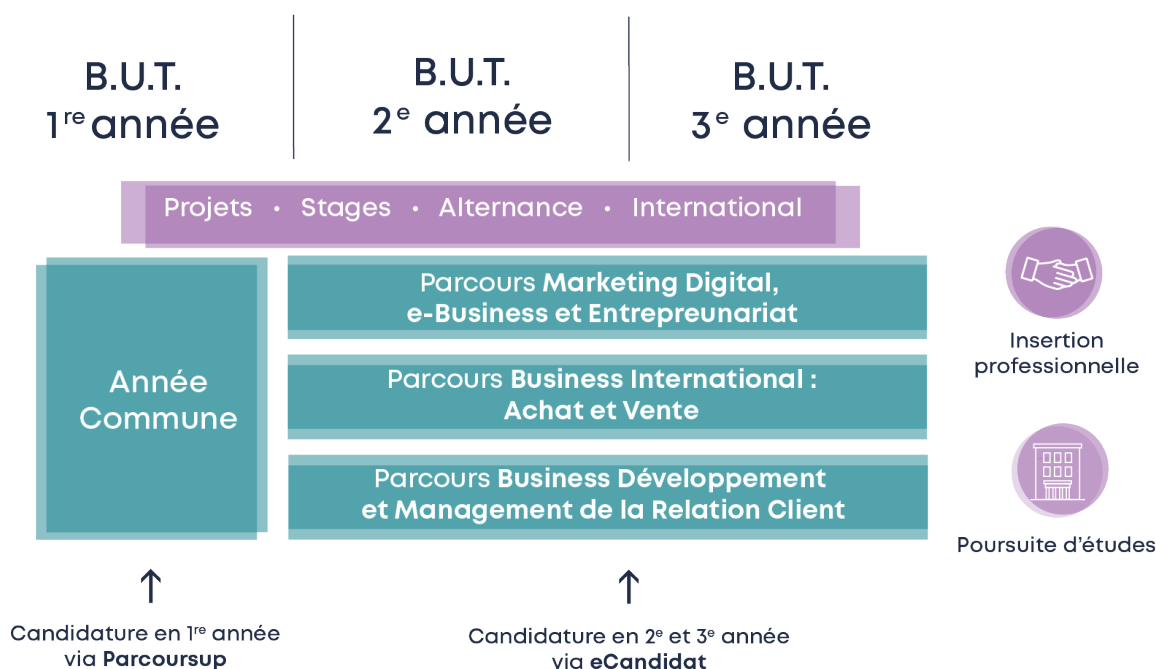 B.U.T.
1re année
B.U.T.
2e année
B.U.T.
3e année
Projets · Stages · Alternance · International
Année
Commune
Parcours Marketing Digital,
e-Business et Entrepreunariat
Parcours Business International :
Achat et Vente
Parcours Business Développement
et Management de la Relation Client
Insertion
professionnelle
Poursuite d'études
Candidature en 1re année
via Parcoursup
Candidature en 2e et 3e année
via eCandidat